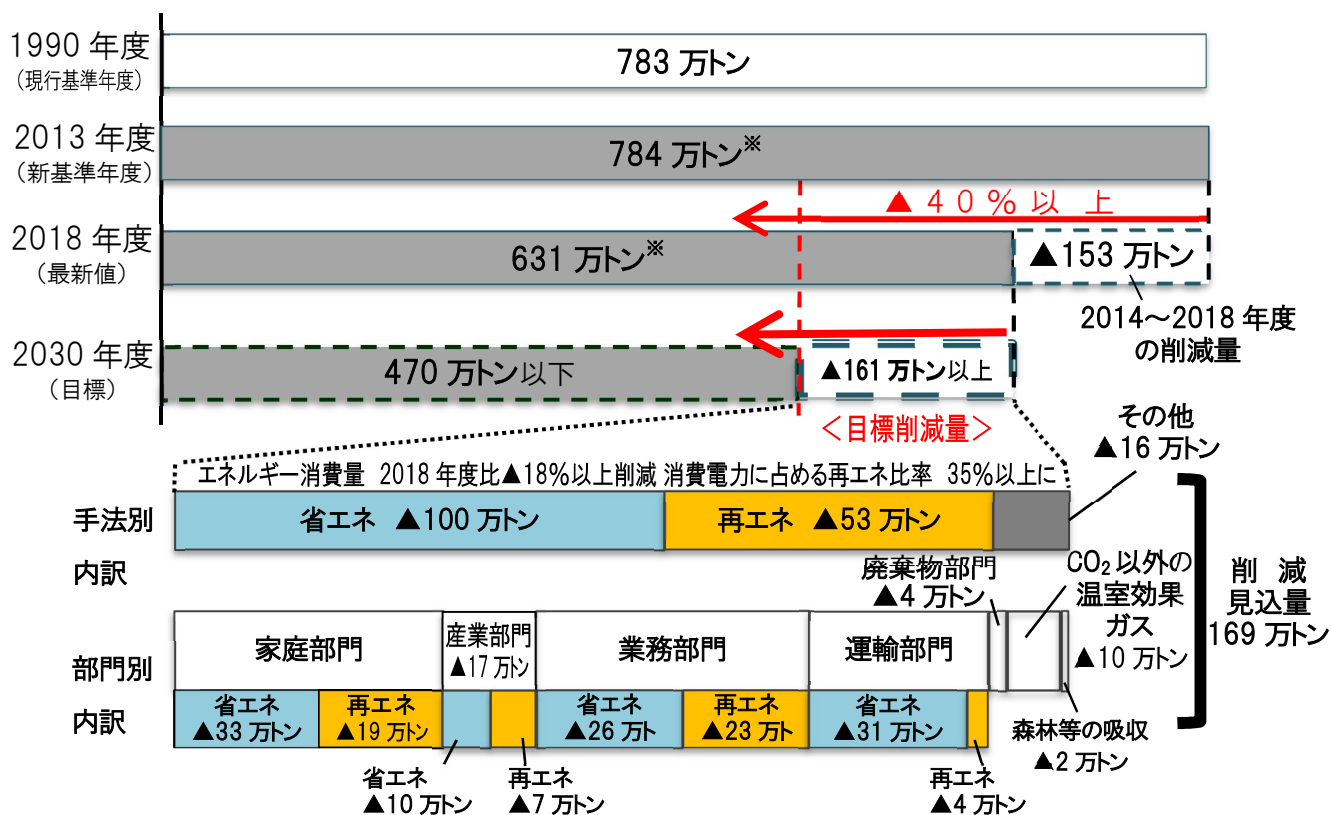 1990 年度
(現行基準年度)
783 万トン
2013 年度
(新基準年度)
784 万トン※
▲ 4 0 % 以 上
2018 年度
(最新値)
631 万トン※
▲153 万トン
2014～2018 年度
の削減量
2030 年度
(目標)
470 万トン以下
▲161 万トン以上
＜目標削減量＞
その他
▲16 万トン
エネルギー消費量 2018 年度比▲18%以上削減 消費電力に占める再エネ比率 35%以上に
手法別
内訳
省エネ ▲100 万トン
再エネ ▲53 万トン
廃棄物部門
▲4 万トン
CO₂ 以外の
温室効果
ガス
▲10 万トン
削 減
見込量
169 万トン
部門別
内訳
家庭部門
産業部門
▲17 万トン
業務部門
運輸部門
省エネ
▲33 万トン
再エネ
▲19 万トン
省エネ
▲26 万ト
再エネ
▲23 万ト
省エネ
▲31 万トン
森林等の吸収
▲2 万トン
省エネ
▲10 万トン
再エネ
▲7 万トン
再エネ
▲4 万トン